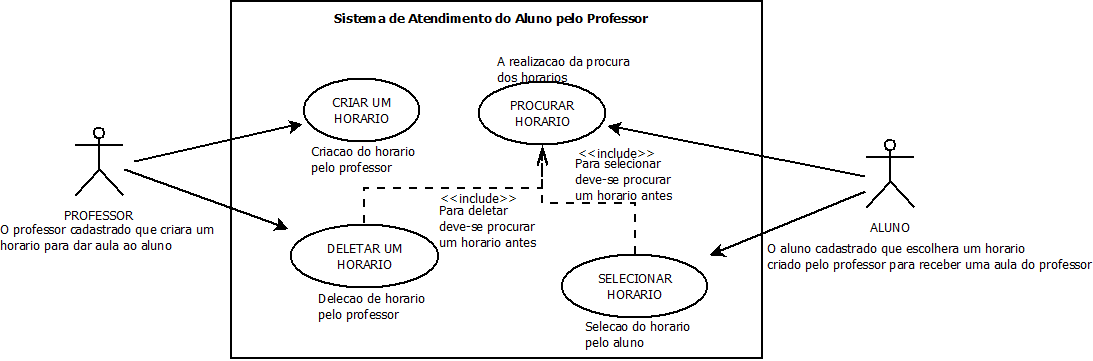 Sistema de Atendimento do Aluno pelo Professor
A realizacao da procura
dos horarios
CRIAR UM
HORARIO
PROCURAR
HORARIO
Criacao do horario
pelo professor
<<include>>
Para selecionar
deve-se procurar
um horario antes
<<include>>
Para deletar
deve-se procurar
um horario antes
PROFESSOR
O professor cadastrado que criara um
horario para dar aula ao aluno
ALUNO
O aluno cadastrado que escolhera um horario
criado pelo professor para receber uma aula do professor
DELETAR UM
HORARIO
Delecao de horario
pelo professor
SELECIONAR
HORARIO
Selecao do horario
pelo aluno